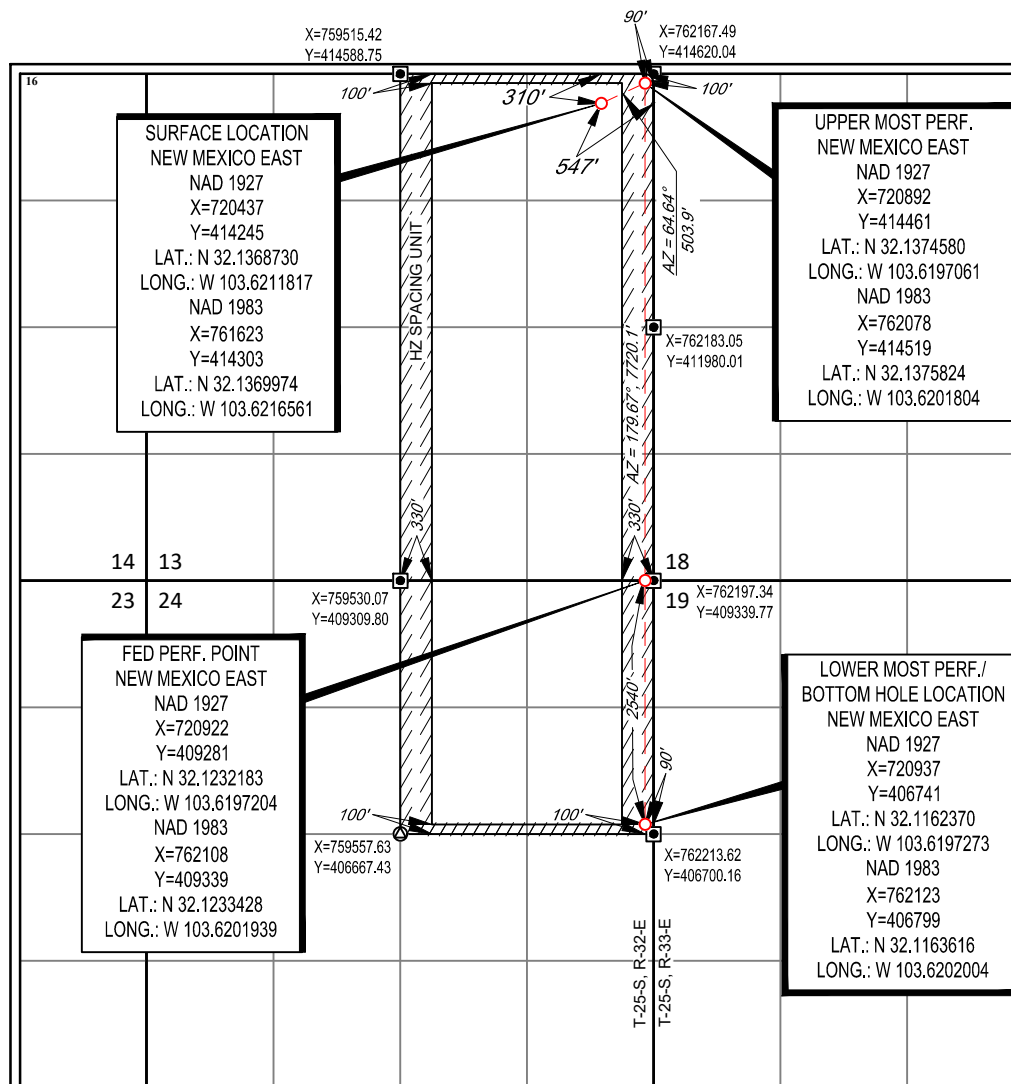 90'
X=759515.42
Y=414588.75
X=762167.49
Y=414620.04
16
100'
310'
100'
547'
SURFACE LOCATION
NEW MEXICO EAST
NAD 1927
X=720437
Y=414245
LAT.: N 32.1368730
LONG.: W 103.6211817
NAD 1983
X=761623
Y=414303
LAT.: N 32.1369974
LONG.: W 103.6216561
UPPER MOST PERF.
NEW MEXICO EAST
NAD 1927
X=720892
Y=414461
LAT.: N 32.1374580
LONG.: W 103.6197061
NAD 1983
X=762078
Y=414519
LAT.: N 32.1375824
LONG.: W 103.6201804
AZ = 64.64°
503.9'
HZ SPACING UNIT
X=762183.05
Y=411980.01
AZ = 179.67°, 7720.1'
330'
330'
14 13
18
23 24
19
X=759530.07
Y=409309.80
X=762197.34
Y=409339.77
FED PERF. POINT
NEW MEXICO EAST
NAD 1927
X=720922
Y=409281
LAT.: N 32.1232183
LONG.: W 103.6197204
NAD 1983
X=762108
Y=409339
LAT.: N 32.1233428
LONG.: W 103.6201939
2540'
90'
LOWER MOST PERF./
BOTTOM HOLE LOCATION
NEW MEXICO EAST
NAD 1927
X=720937
Y=406741
LAT.: N 32.1162370
LONG.: W 103.6197273
NAD 1983
X=762123
Y=406799
LAT.: N 32.1163616
LONG.: W 103.6202004
100'
100'
X=759557.63
Y=406667.43
X=762213.62
Y=406700.16
T-25-S, R-32-E
T-25-S, R-33-E